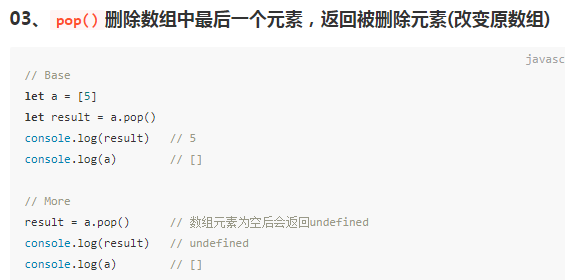 03、pop() 删除数组中最后一个元素，返回被删除元素(改变原数组)
javasc
// Base
let a = [5]
let result = a.pop()
console.log(result)   // 5
console.log(a)        // []
// More
result = a.pop()      // 数组元素为空后会返回undefined
console.log(result)   // undefined
console.log(a)        // []